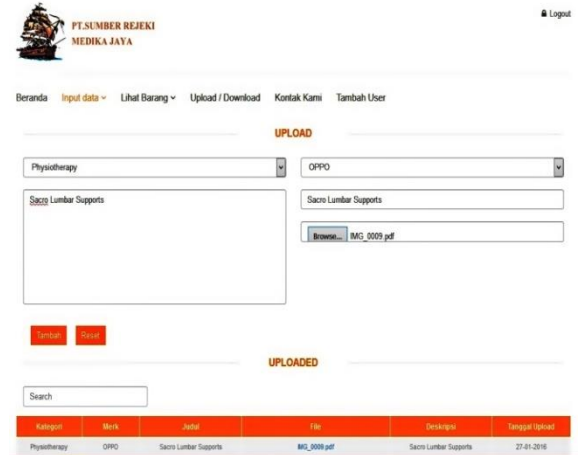 PT.SUMBER REJEKI
MEDIKA JAYA
Logout
Beranda Input data Lihat Barang Upload / Download Kontak Kami Tambah User
UPLOAD
Physiotherapy OPPO
Sacro Lumbar Supports Sacro Lumbar Supports
Browse... IMG_0009.pdf
Tambah Reset
UPLOADED
Search
Kategori Merk Judul File Deskripsi Tanggal Upload
Physiotherapy OPPO Sacro Lumbar Supports IMG_0009.pdf Sacro Lumbar Supports 27-01-2016